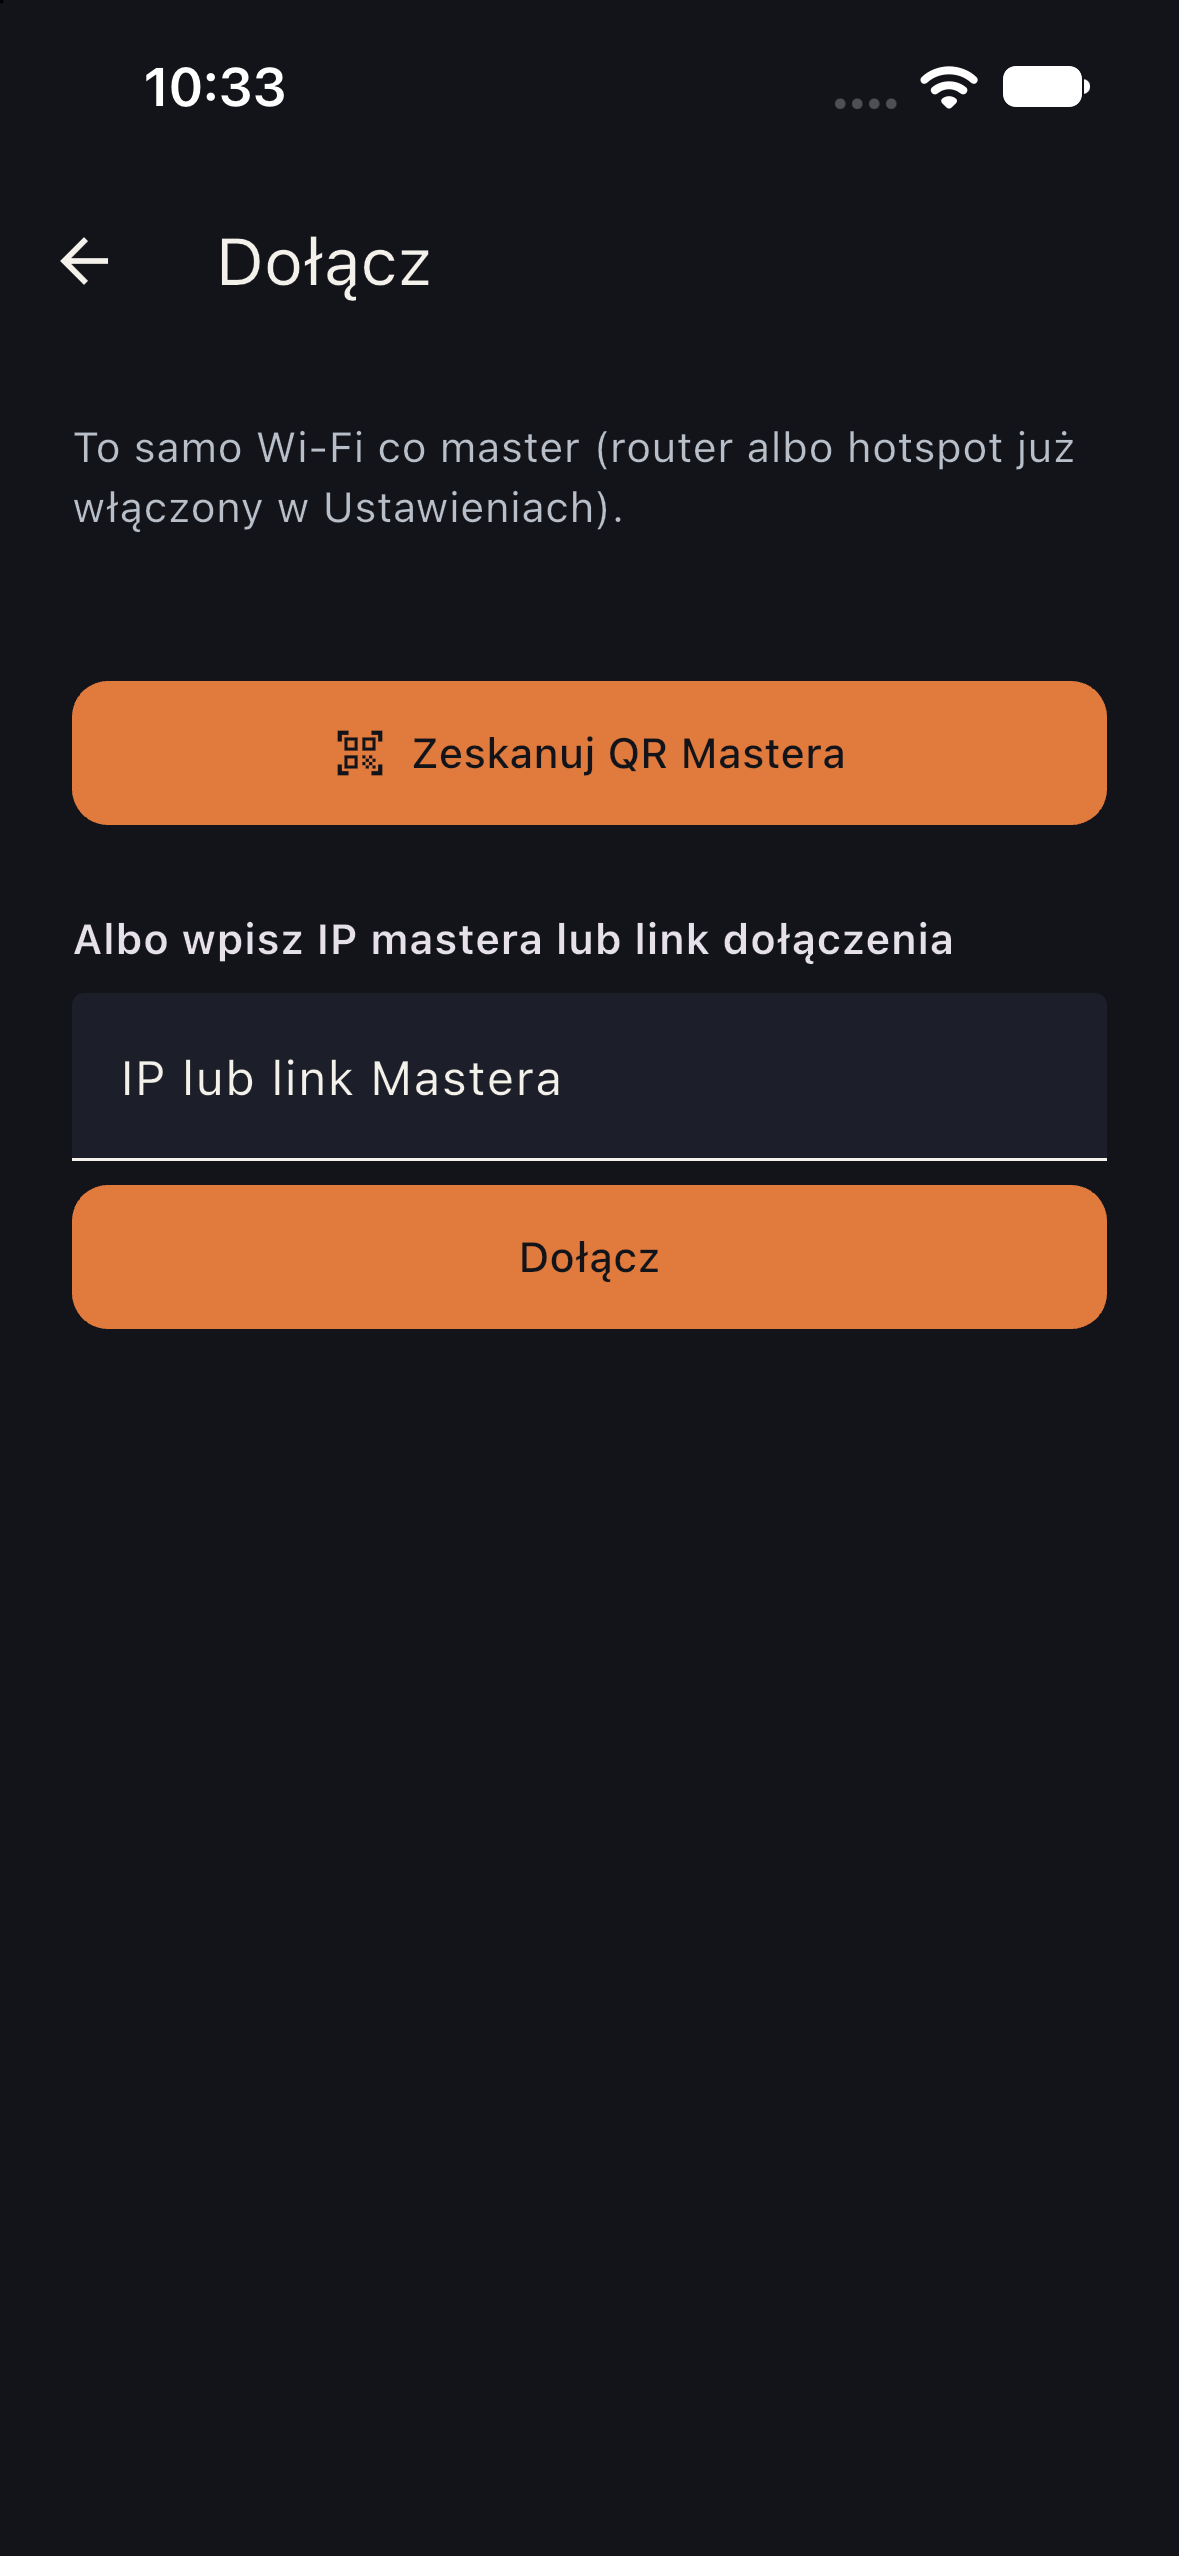 10:33
Dołącz
To samo Wi-Fi co master (router albo hotspot już
włączony w Ustawieniach).
Zeskanuj QR Mastera
Albo wpisz IP mastera lub link dołączenia
IP lub link Mastera
Dołącz